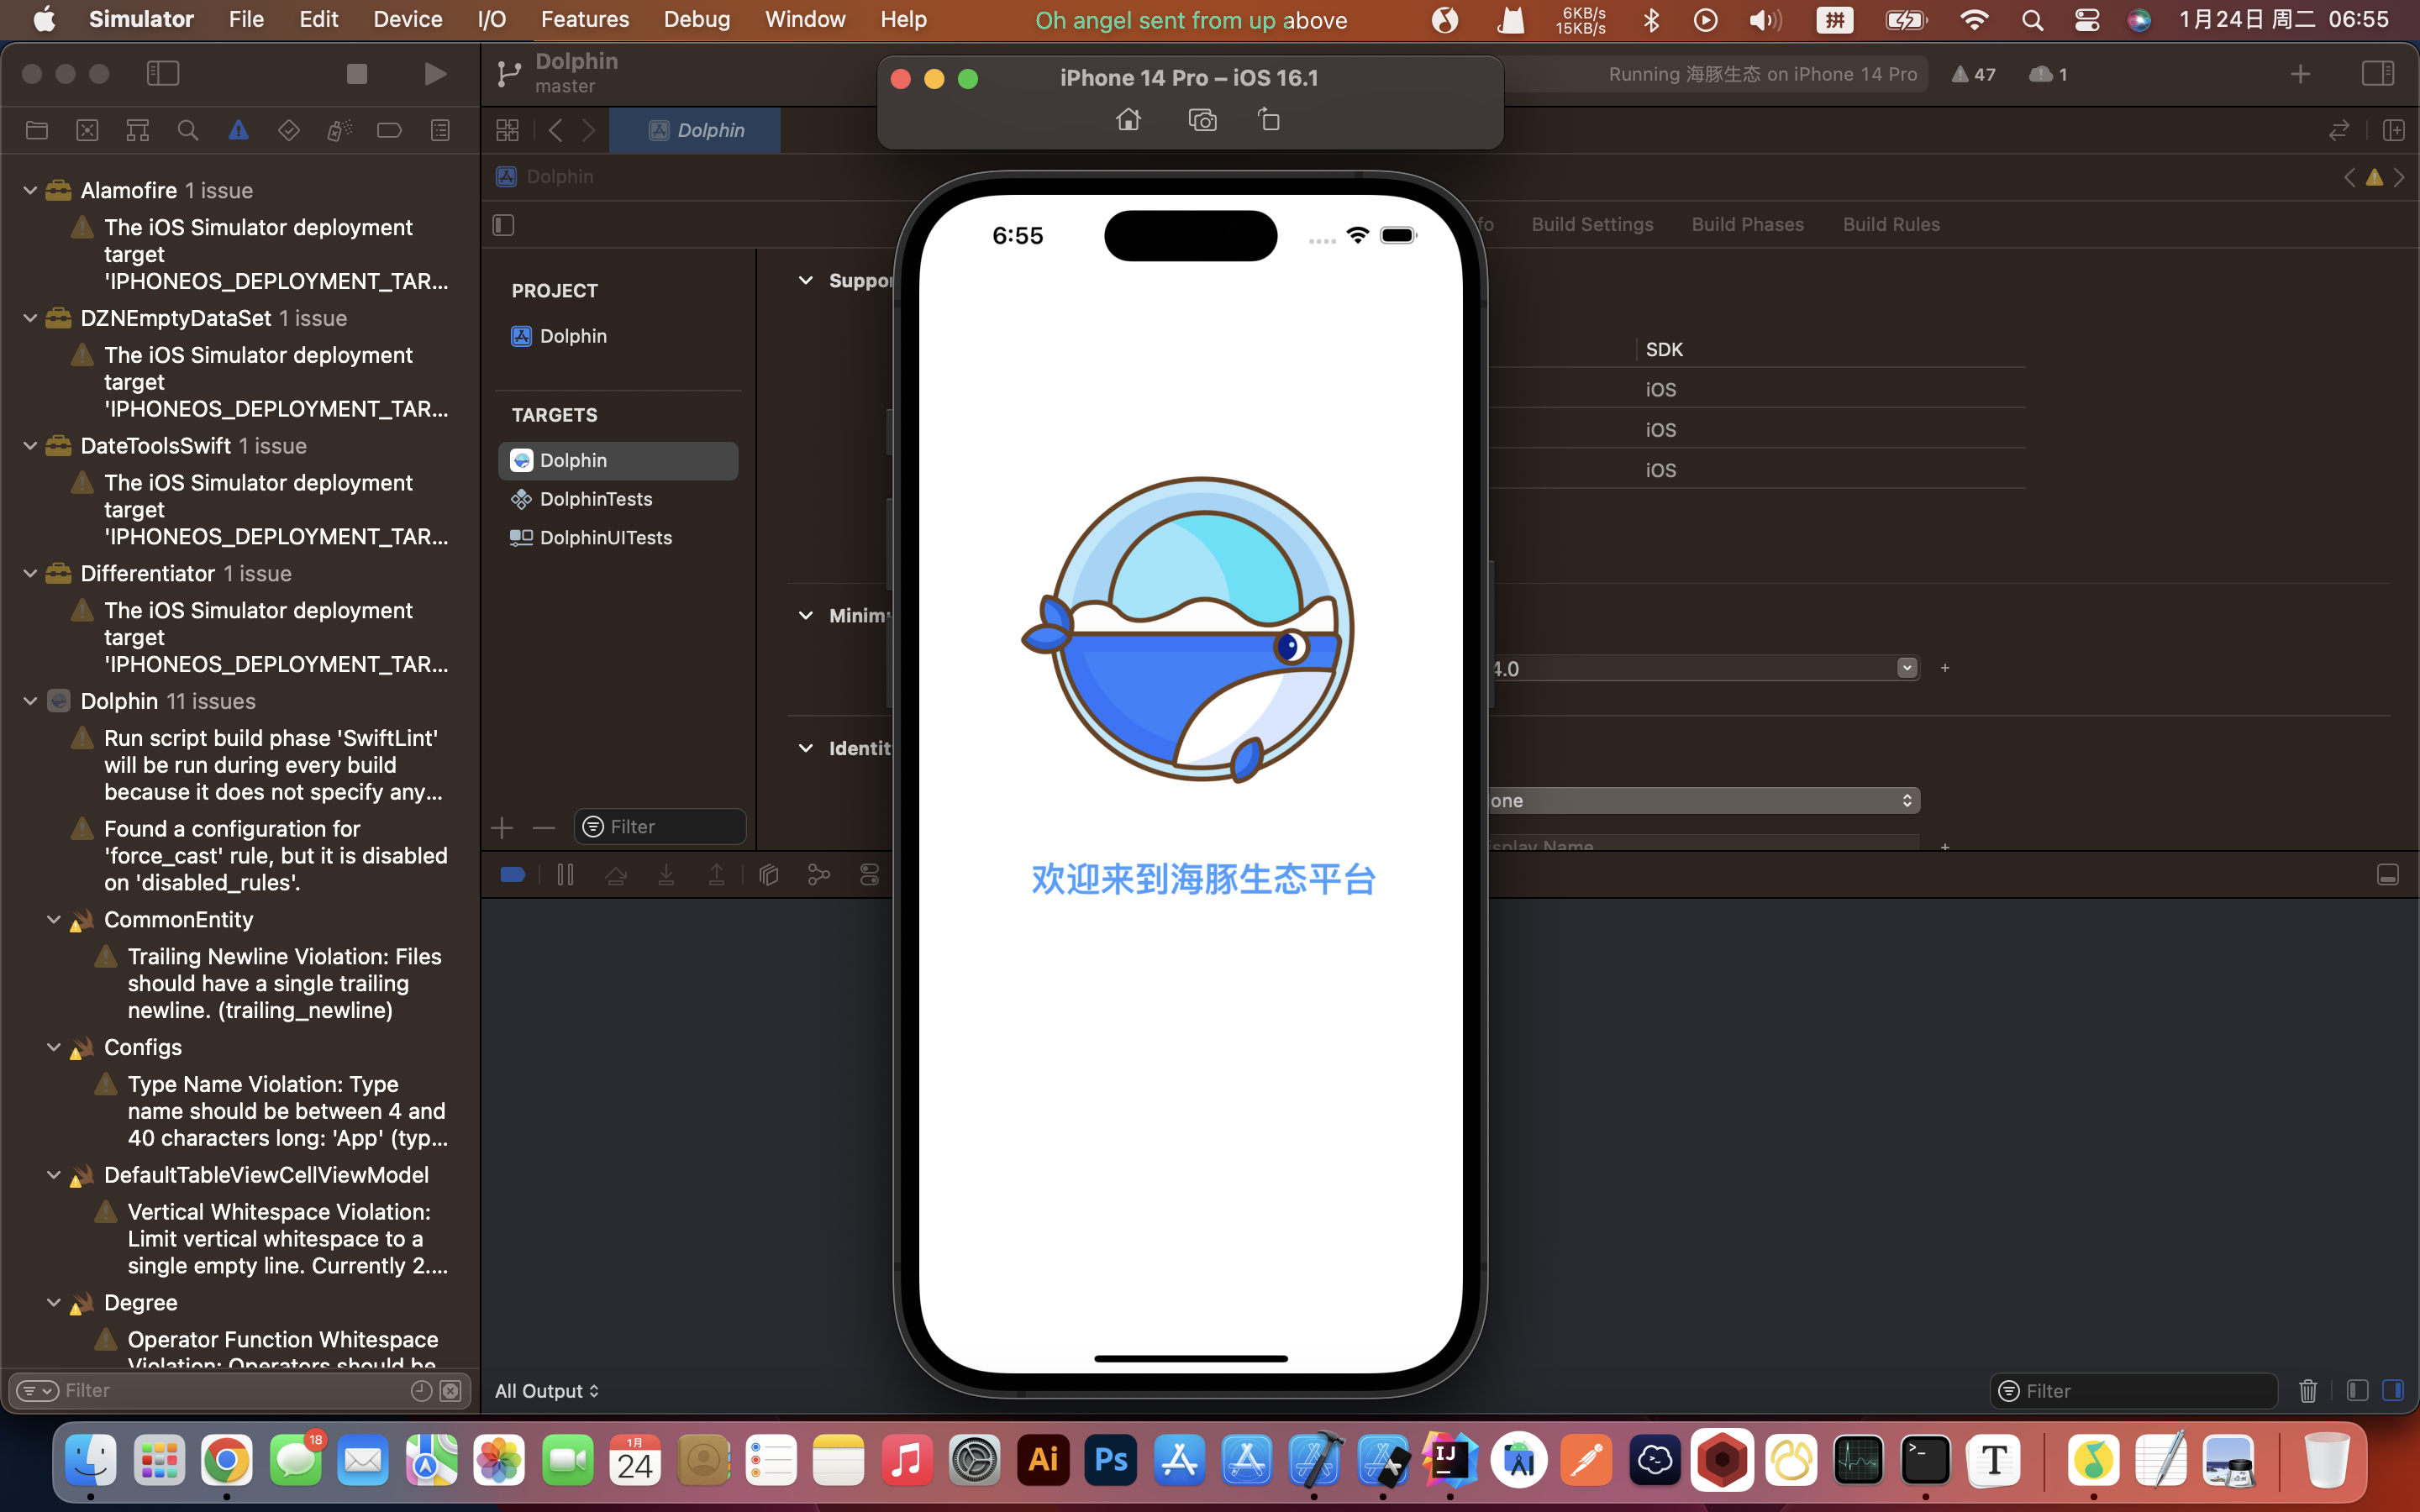 Simulator File Edit Device I/O Features Debug Window Help Oh angel sent from up above 6KB/s 15KB/s 拼 1月24日 周二 06:55
Dolphin
master
iPhone 14 Pro – iOS 16.1
Running 海豚生态 on iPhone 14 Pro 47 1
Dolphin
Dolphin
Build Settings Build Phases Build Rules
Alamofire 1 issue
The iOS Simulator deployment
target
'IPHONEOS_DEPLOYMENT_TAR...
DZNEmptyDataSet 1 issue
The iOS Simulator deployment
target
'IPHONEOS_DEPLOYMENT_TAR...
DateToolsSwift 1 issue
The iOS Simulator deployment
target
'IPHONEOS_DEPLOYMENT_TAR...
Differentiator 1 issue
The iOS Simulator deployment
target
'IPHONEOS_DEPLOYMENT_TAR...
Dolphin 11 issues
Run script build phase 'SwiftLint'
will be run during every build
because it does not specify any...
Found a configuration for
'force_cast' rule, but it is disabled
on 'disabled_rules'.
CommonEntity
Trailing Newline Violation: Files
should have a single trailing
newline. (trailing_newline)
Configs
Type Name Violation: Type
name should be between 4 and
40 characters long: 'App' (typ...
DefaultTableViewCellViewModel
Vertical Whitespace Violation:
Limit vertical whitespace to a
single empty line. Currently 2....
Degree
Operator Function Whitespace
Violation: Operators should be
Filter
PROJECT
Dolphin
TARGETS
Dolphin
DolphinTests
DolphinUITests
Filter
SDK
iOS
iOS
iOS
4.0
Display Name
6:55
欢迎来到海豚生态平台
All Output
Filter
18
1月
24
Ai
Ps
IJ
>_
T